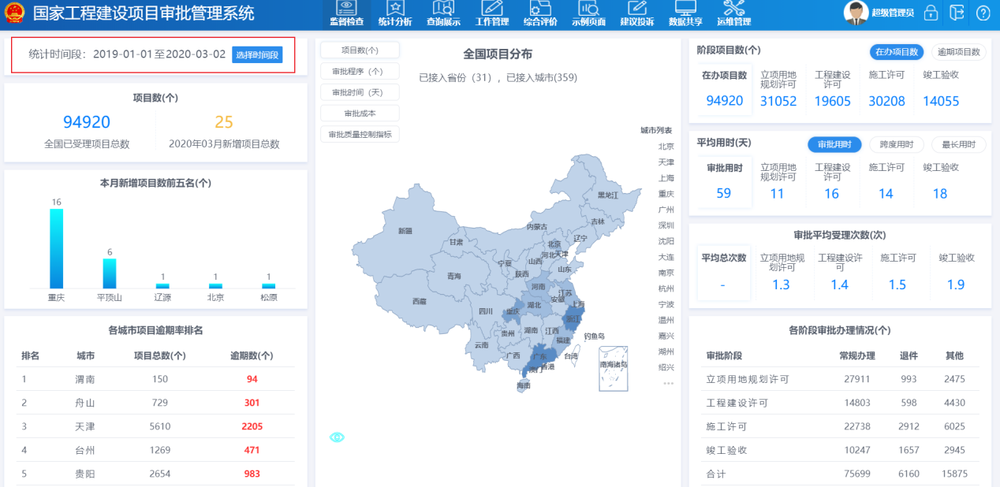 国家工程建设项目审批管理系统
监督检查 统计分析 查询展示 工作管理 综合评价 示例页面 建议投诉 数据共享 运维管理
超级管理员
统计时间段：2019-01-01至2020-03-02 选择时间段
项目数(个)
94920 25
全国已受理项目总数 2020年03月新增项目总数
本月新增项目数前五名(个)
16
6
1 1 1
重庆 平顶山 辽源 北京 松原
各城市项目逾期率排名
排名 城市 项目总数(个) 逾期数(个)
1 渭南 150 94
2 舟山 729 301
3 天津 5610 2205
4 台州 1269 471
5 贵阳 2654 983
项目数(个)
审批程序（个）
审批时间（天）
审批成本
审批质量控制指标
全国项目分布
已接入省份（31），已接入城市(359)
黑龙江
吉林
内蒙古
辽宁
新疆
甘肃
北京
河北 天津
宁夏
山西
山东
陕西
青海
河南
江苏
西藏
安徽
上海
四川
重庆
湖北
浙江
贵州
湖南
江西
福建
钓鱼岛
云南
广西
广东
台湾
澳门
香港
海南
南海诸岛
城市列表
北京
天津
上海
重庆
广州
深圳
沈阳
大连
南京
杭州
宁波
温州
嘉兴
湖州
绍兴
...
阶段项目数(个) 在办项目数 逾期项目数
在办项目数 立项用地 工程建设 施工许可 竣工验收
规划许可 许可
94920 31052 19605 30208 14055
平均用时(天) 审批用时 跨度用时 最长用时
审批用时 立项用地 工程建设 施工许可 竣工验收
规划许可 许可
59 11 16 14 18
审批平均受理次数(次)
平均总次数 立项用地规 工程建设许 施工许可 竣工验收
划许可 可
- 1.3 1.4 1.5 1.9
各阶段审批办理情况(个)
审批阶段 常规办理 退件 其他
立项用地规划许可 27911 993 2475
工程建设许可 14803 598 4430
施工许可 22738 2912 6025
竣工验收 10247 1657 2945
合计 75699 6160 15875